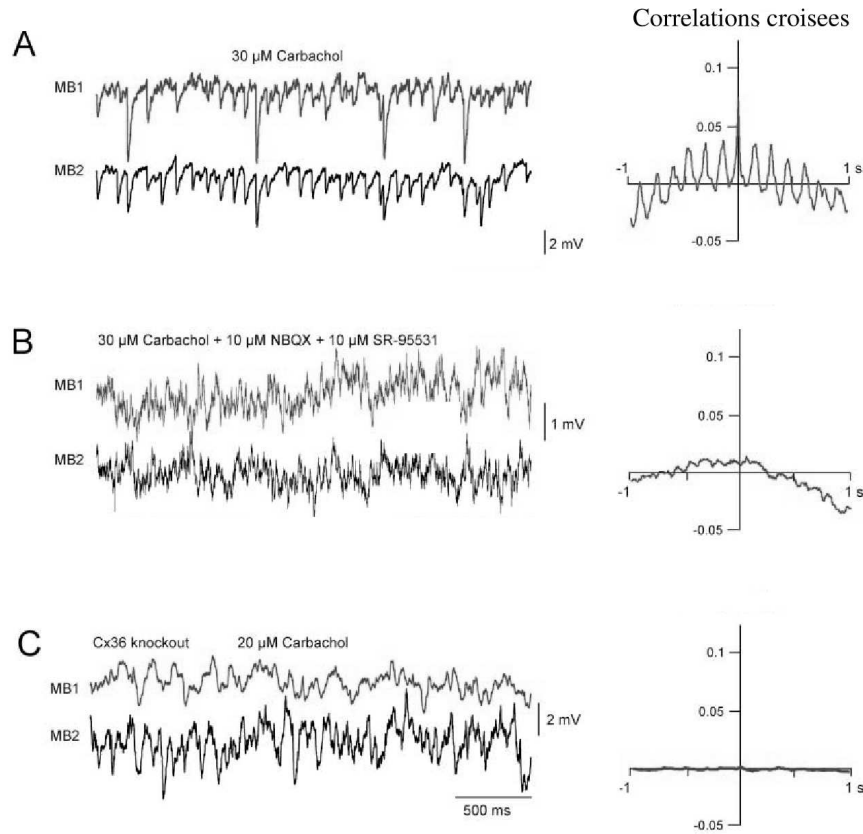 Correlations croisees
A
30 µM Carbachol
MB1
MB2
2 mV
0.1
0.05
-1
1 s
-0.05
B
30 µM Carbachol + 10 µM NBQX + 10 µM SR-95531
MB1
MB2
1 mV
0.1
0.05
-1
1 s
-0.05
C
Cx36 knockout 20 µM Carbachol
MB1
MB2
2 mV
500 ms
0.1
0.05
-1
1 s
-0.05